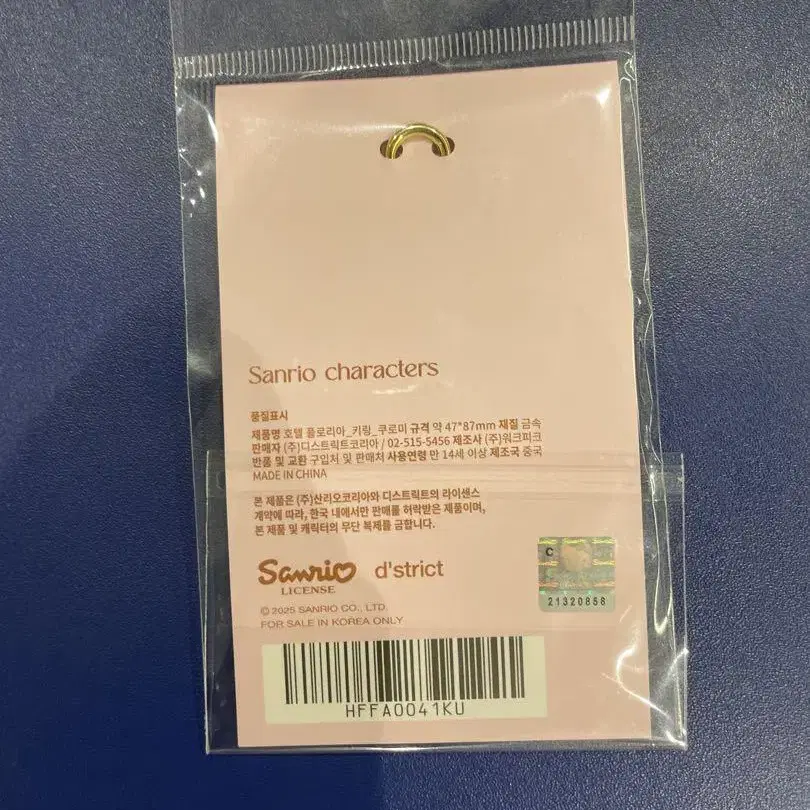 Sanrio characters
품질표시
제품명 호텔 플로리아_키링_쿠로미 규격 약 47*87mm 재질 금속
판매자 (주)디스트릭트코리아 / 02-515-5456 제조사 (주)워크피크
반품 및 교환 구입처 및 판매처 사용연령 만 14세 이상 제조국 중국
MADE IN CHINA
본 제품은 (주)산리오코리아와 디스트릭트의 라이센스
계약에 따라, 한국 내에서만 판매를 허락받은 제품이며,
본 제품 및 캐릭터의 무단 복제를 금합니다.
Sanrio d'strict
LICENSE
© 2025 SANRIO CO., LTD.
FOR SALE IN KOREA ONLY
C
21320858
HFFA0041KU